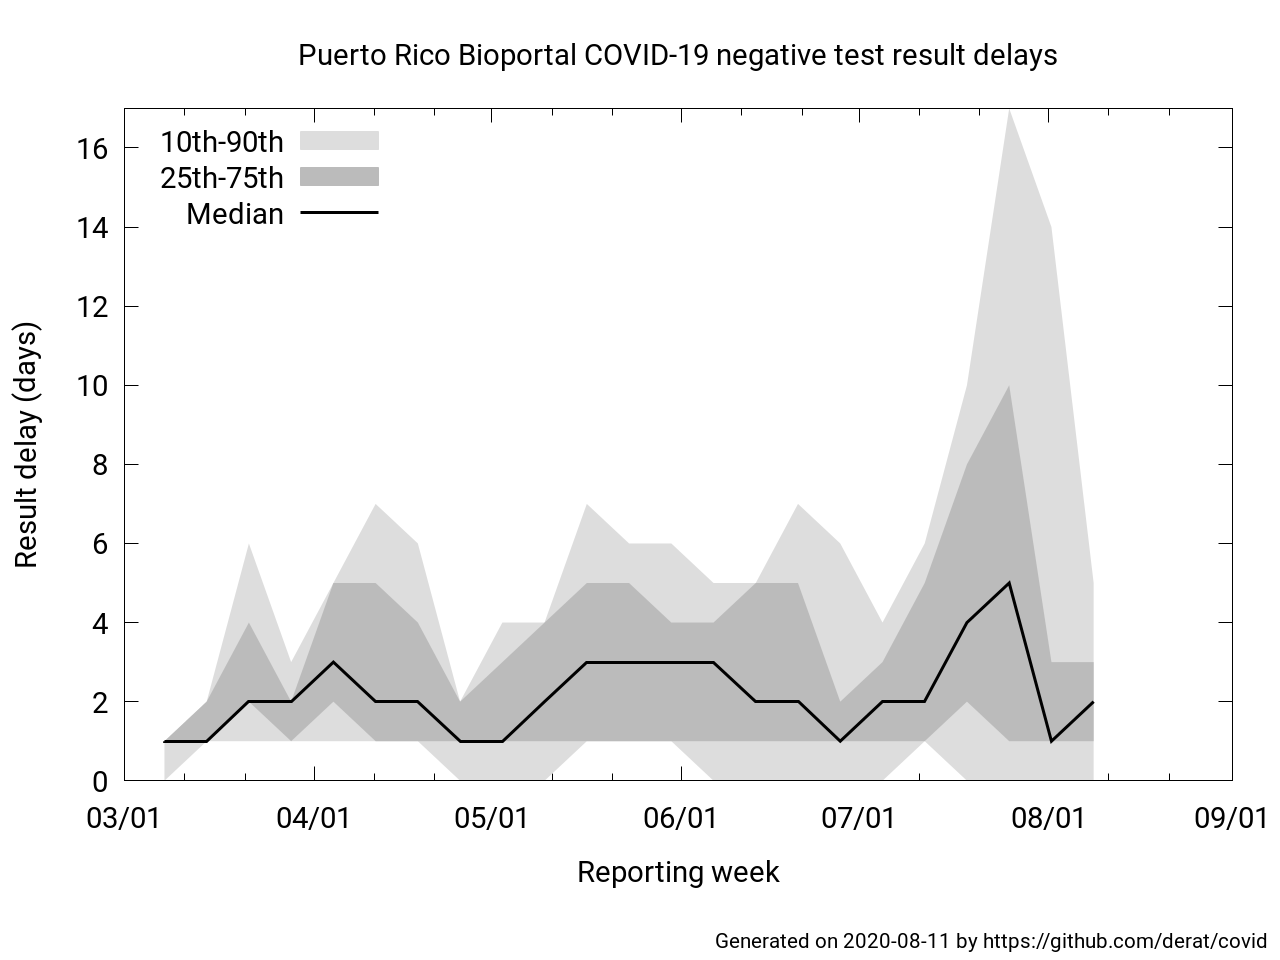 Puerto Rico Bioportal COVID-19 negative test result delays
10th-90th
25th-75th
Median
16
14
12
10
8
6
4
2
0
Result delay (days)
03/01 04/01 05/01 06/01 07/01 08/01 09/01
Reporting week
Generated on 2020-08-11 by https://github.com/derat/covid